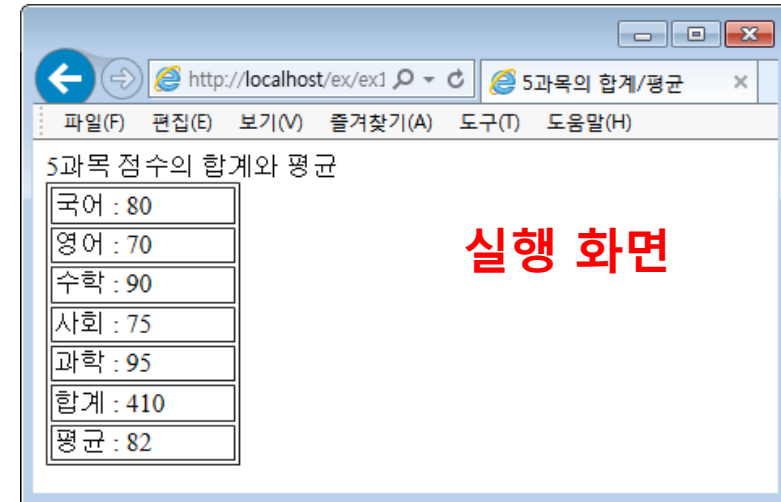 http://localhost/ex/ex1
5과목의 합계/평균
파일(F) 편집(E) 보기(V) 즐겨찾기(A) 도구(T) 도움말(H)
5과목 점수의 합계와 평균
국어 : 80
영어 : 70
실행 화면
수학 : 90
사회 : 75
과학 : 95
합계 : 410
평균 : 82